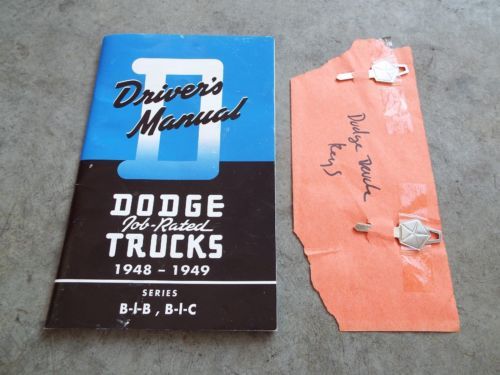 Driver's
Manual
DODGE
Job-Rated
TRUCKS
1948 - 1949
SERIES
B-1-B, B-1-C
Dodge Truck
Keys